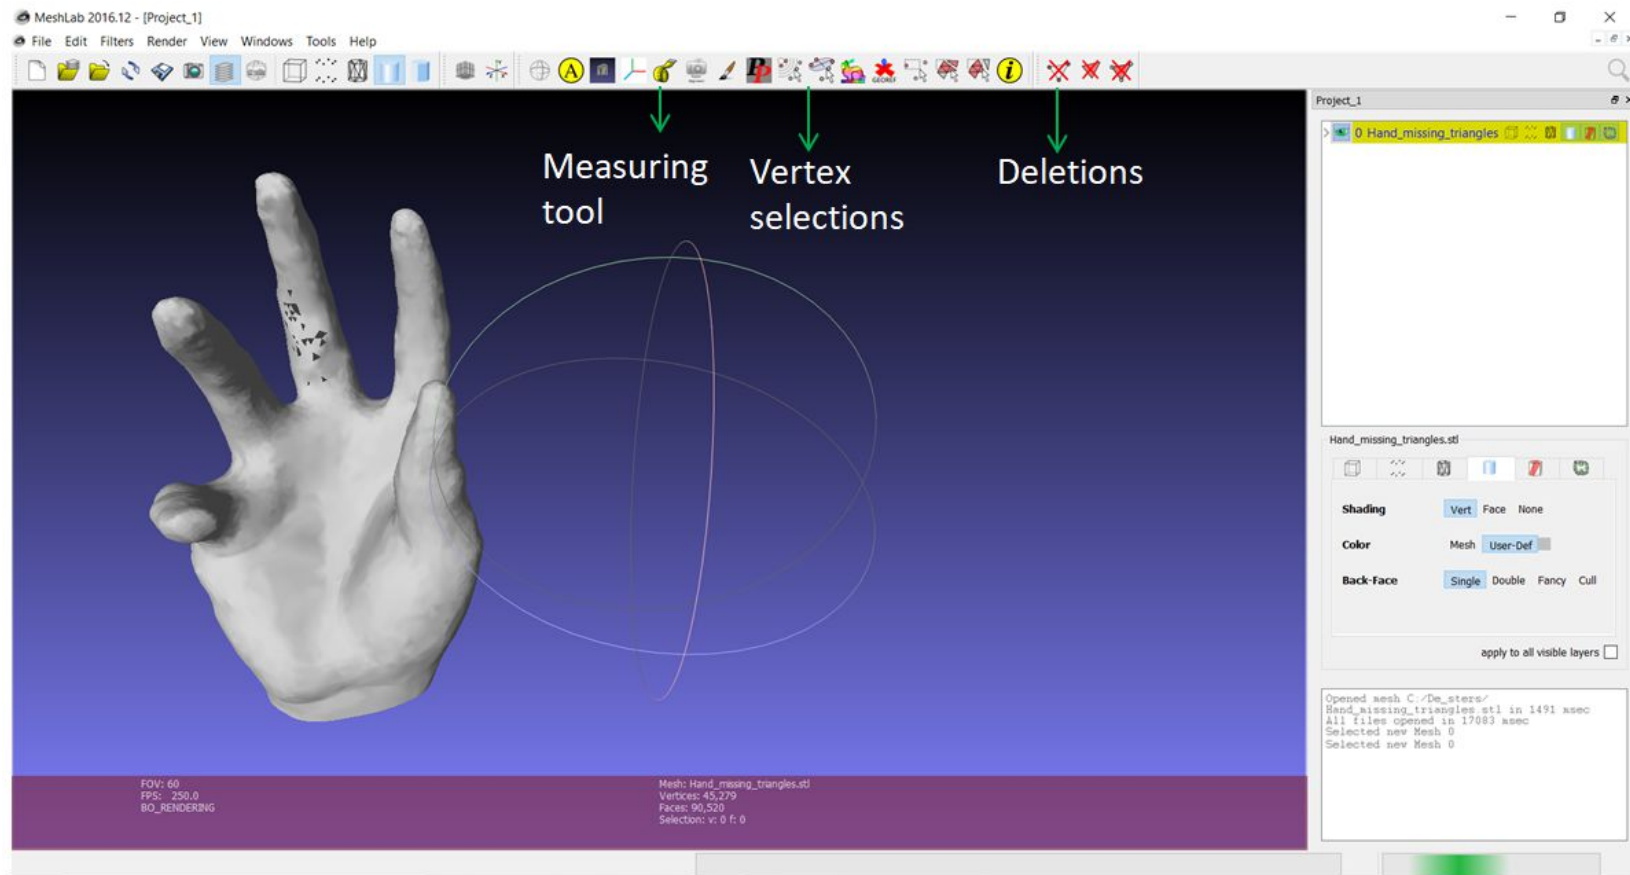 MeshLab 2016.12 - [Project_1]
File Edit Filters Render View Windows Tools Help
A
PP
GEOREF
i
Measuring
tool
Vertex
selections
Deletions
Project_1
0 Hand_missing_triangles
Hand_missing_triangles.stl
Shading Vert Face None
Color Mesh User-Def
Back-Face Single Double Fancy Cull
apply to all visible layers
Opened mesh C:/De_sters/
Hand_missing_triangles.stl in 1491 msec
All files opened in 17083 msec
Selected new Mesh 0
Selected new Mesh 0
FOV: 60
FPS: 250.0
BO_RENDERING
Mesh: Hand_missing_triangles.stl
Vertices: 45,279
Faces: 90,520
Selection: v: 0 f: 0